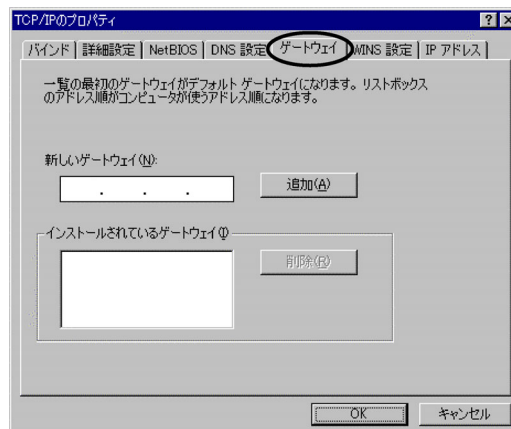 TCP/IPのプロパティ
バインド 詳細設定 NetBIOS DNS 設定 ゲートウェイ WINS 設定 IP アドレス
一覧の最初のゲートウェイがデフォルト ゲートウェイになります。リストボックス
のアドレス順がコンピュータが使うアドレス順になります。
新しいゲートウェイ(N):
. . .
追加(A)
インストールされているゲートウェイ(I)
削除(R)
OK キャンセル